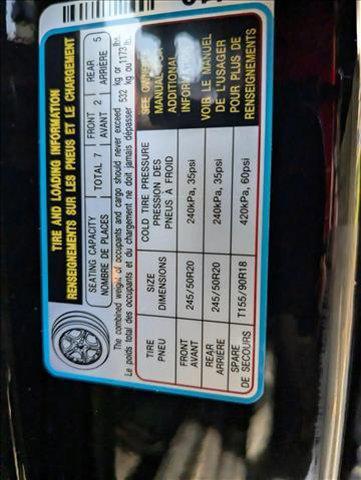 TIRE AND LOADING INFORMATION
RENSEIGNEMENTS SUR LES PNEUS ET LE CHARGEMENT
SEATING CAPACITY TOTAL 7 FRONT 2 REAR 5
NOMBRE DE PLACES AVANT ARRIÈRE
The combined weight of occupants and cargo should never exceed 532 kg or 1173 lbs.
Le poids total des occupants et du chargement ne doit jamais dépasser kg ou
TIRE SIZE COLD TIRE PRESSURE SEE OWNER'S
PNEU DIMENSIONS PRESSION DES MANUAL FOR
PNEUS À FROID ADDITIONAL
FRONT 245/50R20 240kPa, 35psi INFORMATION
AVANT
REAR 245/50R20 240kPa, 35psi VOIR LE MANUEL
ARRIÈRE DE L'USAGER
SPARE T155/90R18 420kPa, 60psi POUR PLUS DE
DE SECOURS RENSEIGNEMENTS